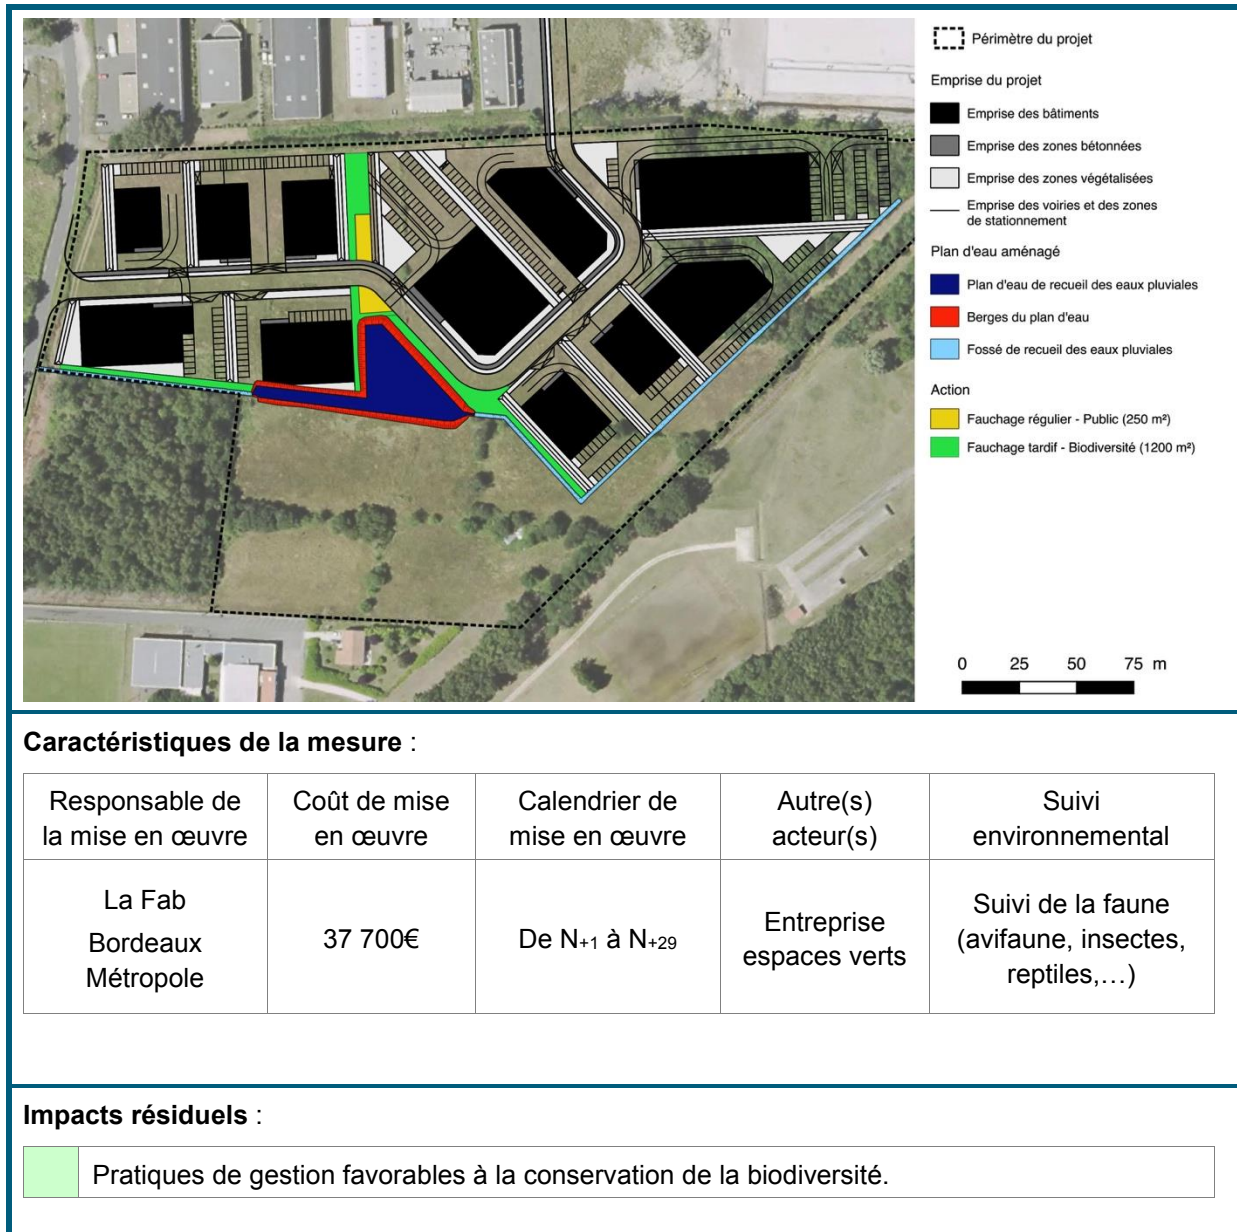 Périmètre du projet
Emprise du projet
Emprise des bâtiments
Emprise des zones bétonnées
Emprise des zones végétalisées
Emprise des voiries et des zones
de stationnement
Plan d'eau aménagé
Plan d'eau de recueil des eaux pluviales
Berges du plan d'eau
Fossé de recueil des eaux pluviales
Action
Fauchage régulier - Public (250 m²)
Fauchage tardif - Biodiversité (1200 m²)
0 25 50 75 m
Caractéristiques de la mesure :
Responsable de
la mise en œuvre
Coût de mise
en œuvre
Calendrier de
mise en œuvre
Autre(s)
acteur(s)
Suivi
environnemental
La Fab
Bordeaux
Métropole
37 700€
De N+1 à N+29
Entreprise
espaces verts
Suivi de la faune
(avifaune, insectes,
reptiles,…)
Impacts résiduels :
Pratiques de gestion favorables à la conservation de la biodiversité.